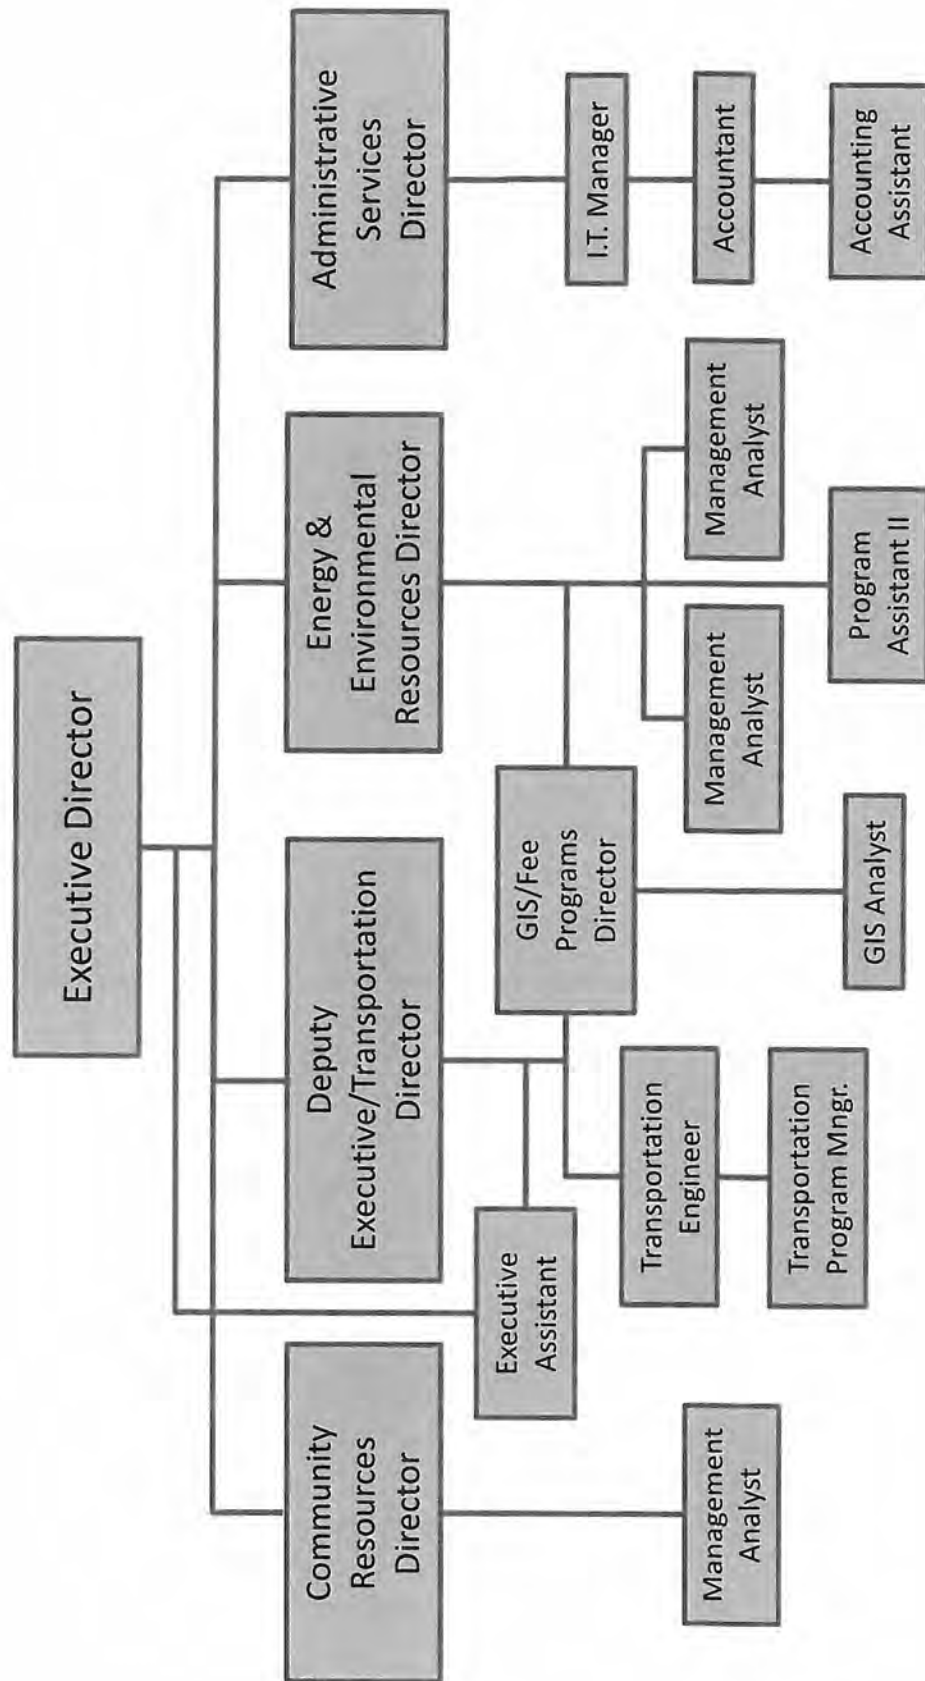 Executive Director
Community
Resources
Director
Deputy
Executive/Transportation
Director
Energy &
Environmental
Resources Director
Administrative
Services
Director
Executive
Assistant
GIS/Fee
Programs
Director
I.T. Manager
Transportation
Engineer
Management
Analyst
Management
Analyst
Management
Analyst
Accountant
Transportation
Program Mngr.
GIS Analyst
Program
Assistant II
Accounting
Assistant